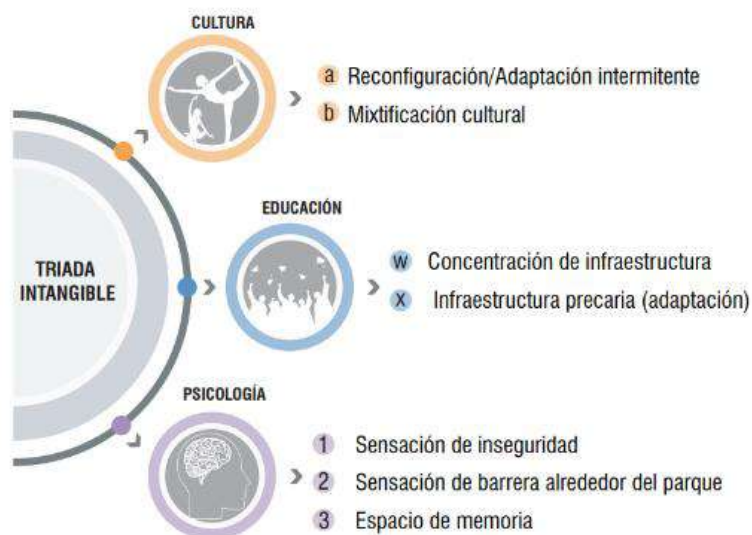 CULTURA
a Reconfiguración/Adaptación intermitente
b Mixtificación cultural
EDUCACIÓN
TRIADA
INTANGIBLE
W Concentración de infraestructura
X Infraestructura precaria (adaptación)
PSICOLOGÍA
1 Sensación de inseguridad
2 Sensación de barrera alrededor del parque
3 Espacio de memoria